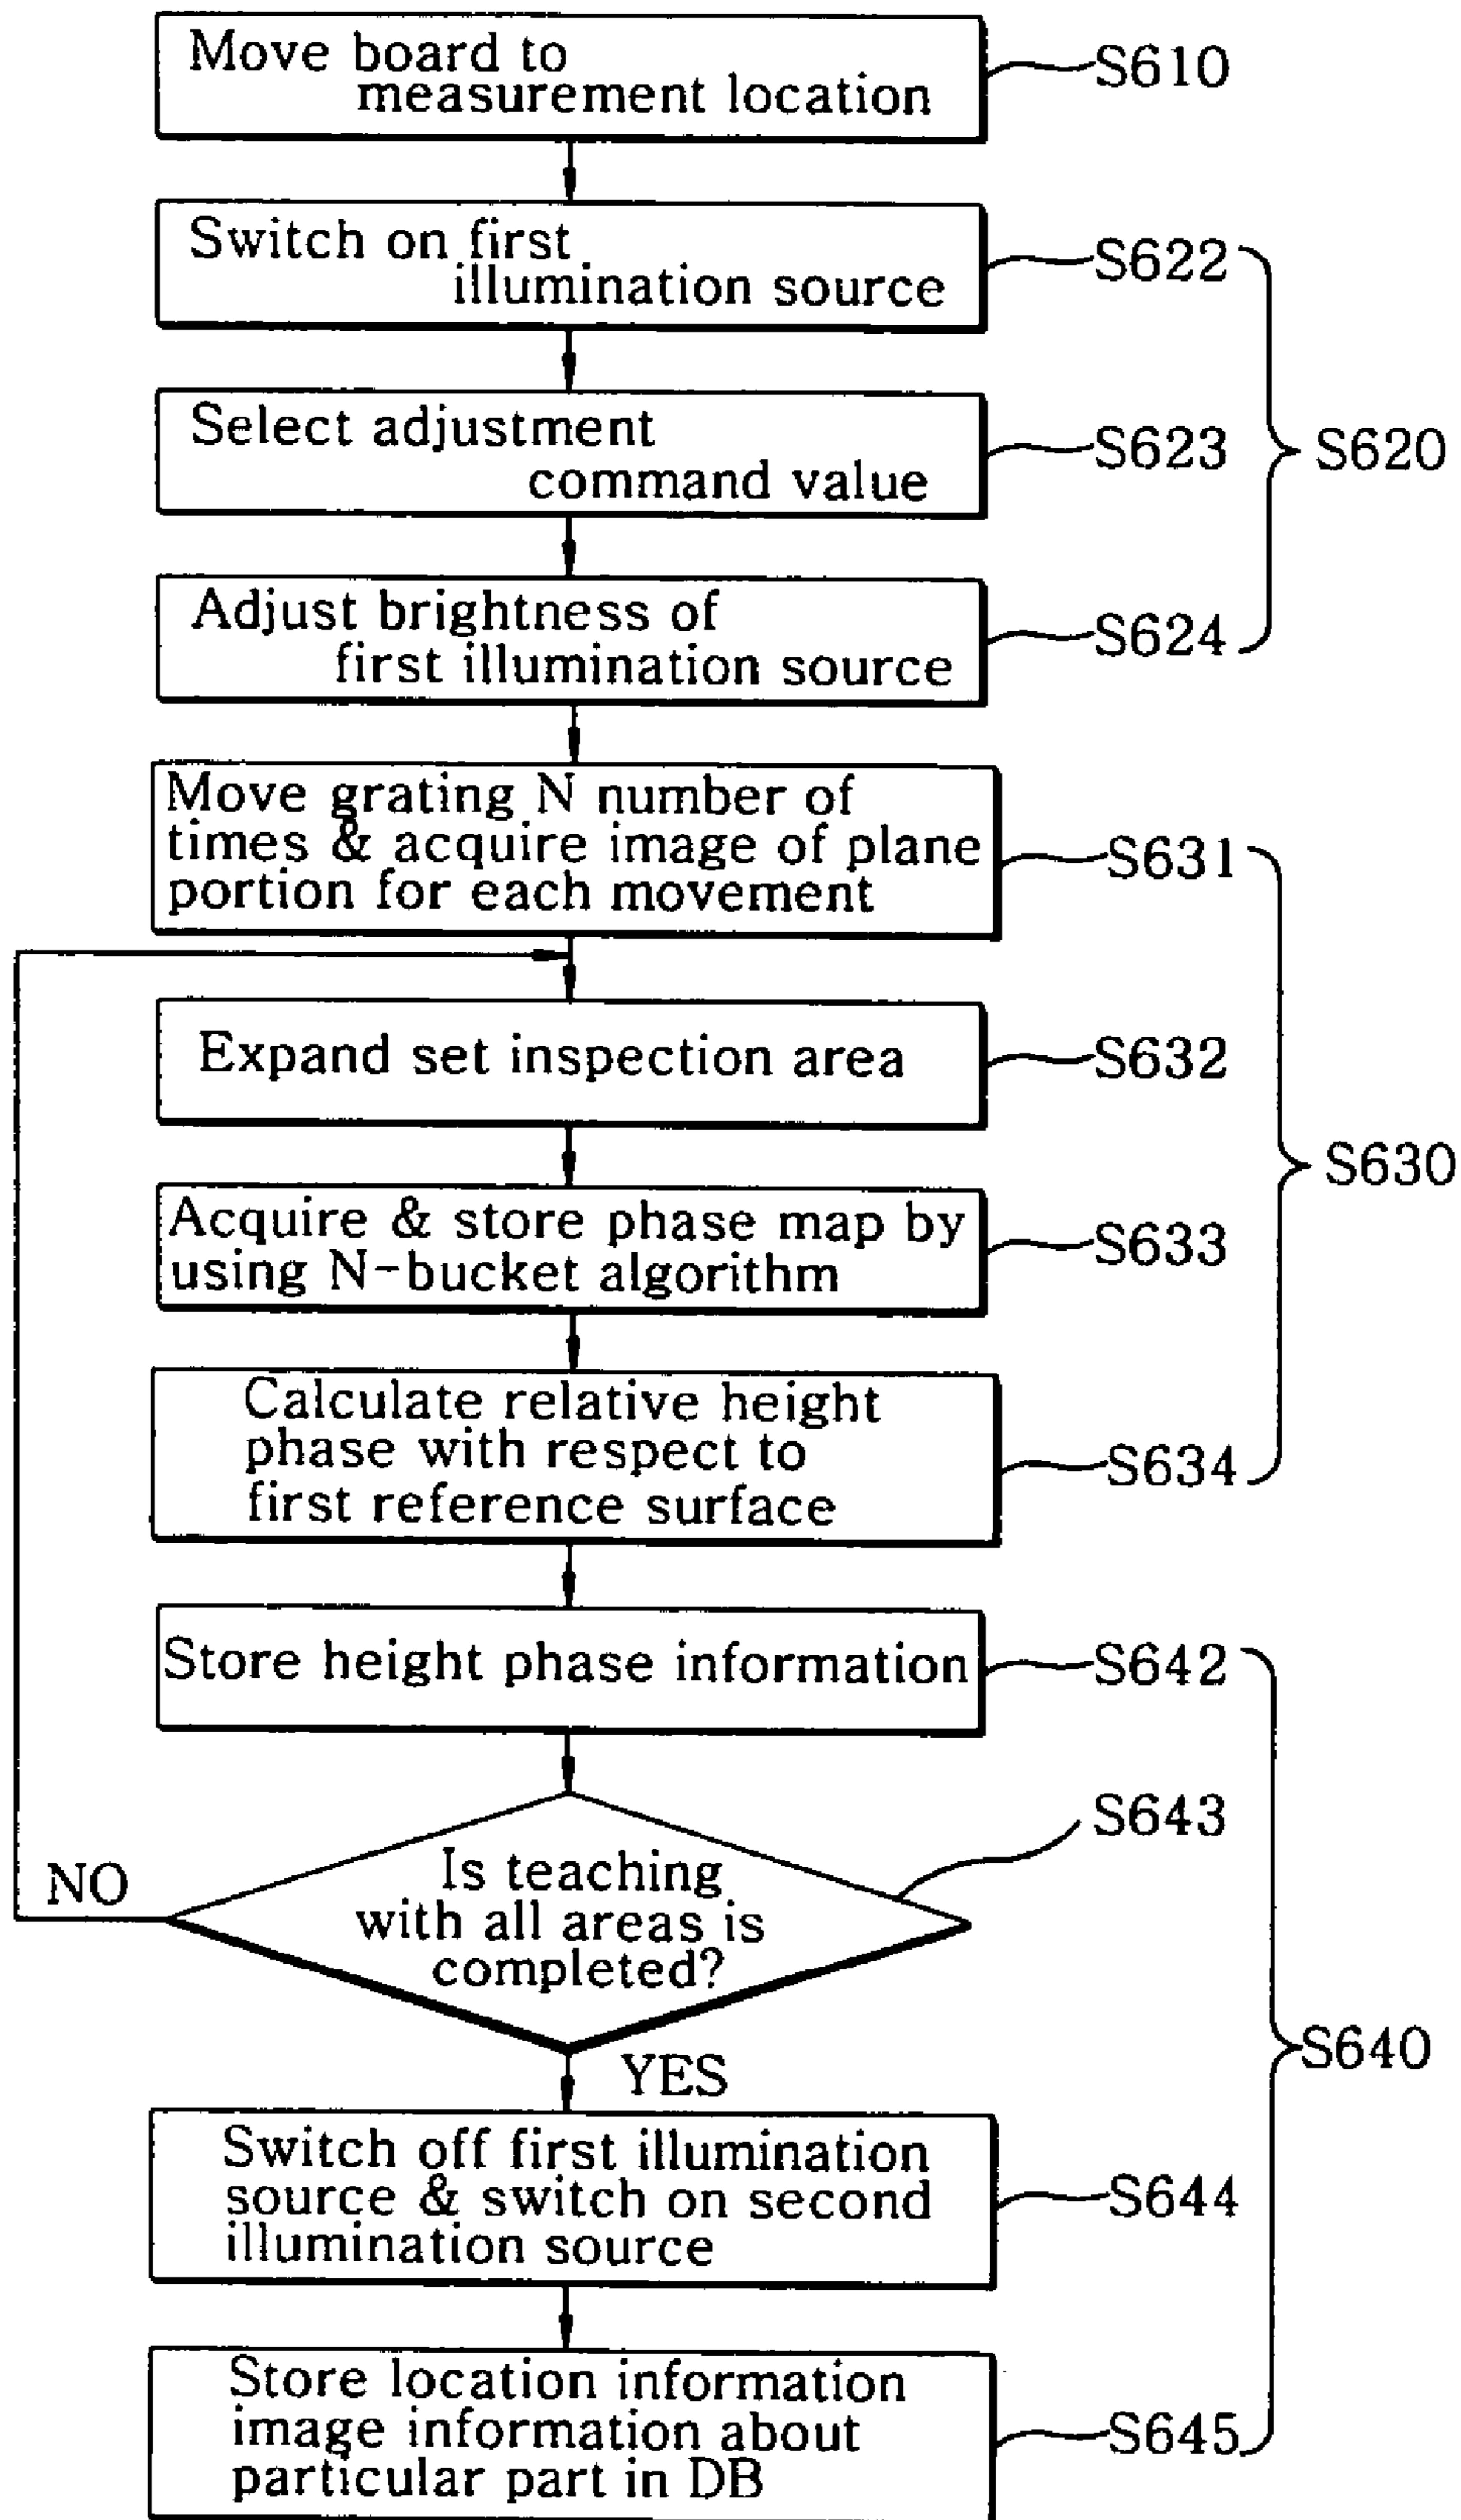 Move board to
measurement location
S610
Switch on first
illumination source
S622
Select adjustment
command value
S623
S620
Adjust brightness of
first illumination source
S624
Move grating N number of
times & acquire image of plane
portion for each movement
S631
Expand set inspection area
S632
S630
Acquire & store phase map by
using N-bucket algorithm
S633
Calculate relative height
phase with respect to
first reference surface
S634
Store height phase information
S642
S643
Is teaching
with all areas is
completed?
NO
YES
S640
Switch off first illumination
source & switch on second
illumination source
S644
Store location information
image information about
particular part in DB
S645